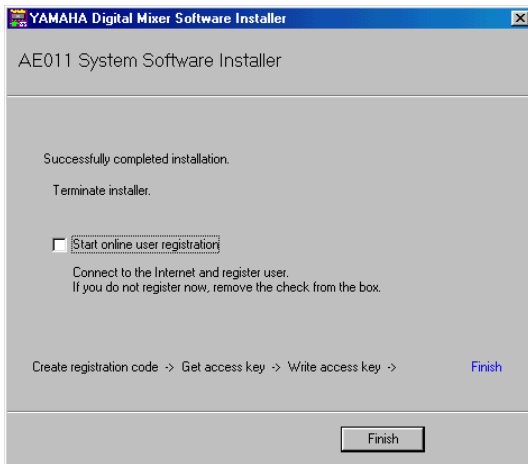 YAMAHA Digital Mixer Software Installer
AE011 System Software Installer
Successfully completed installation.
Terminate installer.
Start online user registration
Connect to the Internet and register user.
If you do not register now, remove the check from the box.
Create registration code -> Get access key -> Write access key -> Finish
Finish